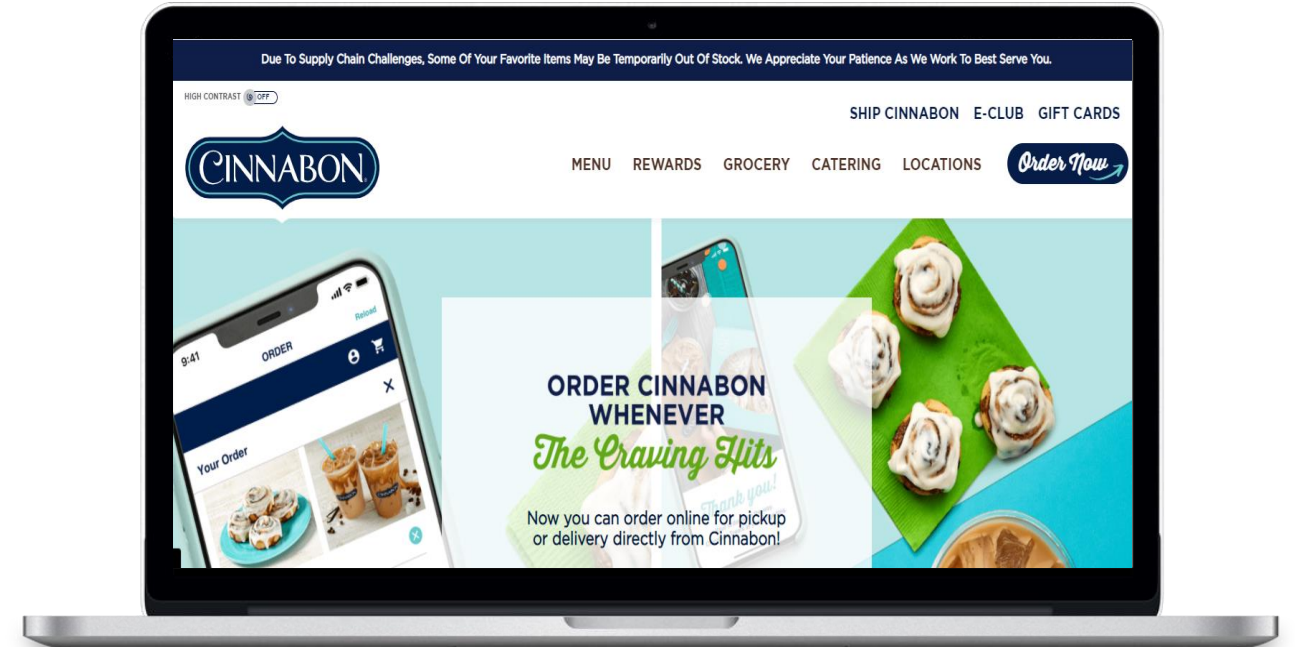 Due To Supply Chain Challenges, Some Of Your Favorite Items May Be Temporarily Out Of Stock. We Appreciate Your Patience As We Work To Best Serve You.
HIGH CONTRAST OFF
SHIP CINNABON E-CLUB GIFT CARDS
CINNABON
MENU REWARDS GROCERY CATERING LOCATIONS Order Now
9:41
Reload
ORDER
Your Order
ORDER CINNABON
WHENEVER
The Craving Hits
Thank you!
Now you can order online for pickup
or delivery directly from Cinnabon!